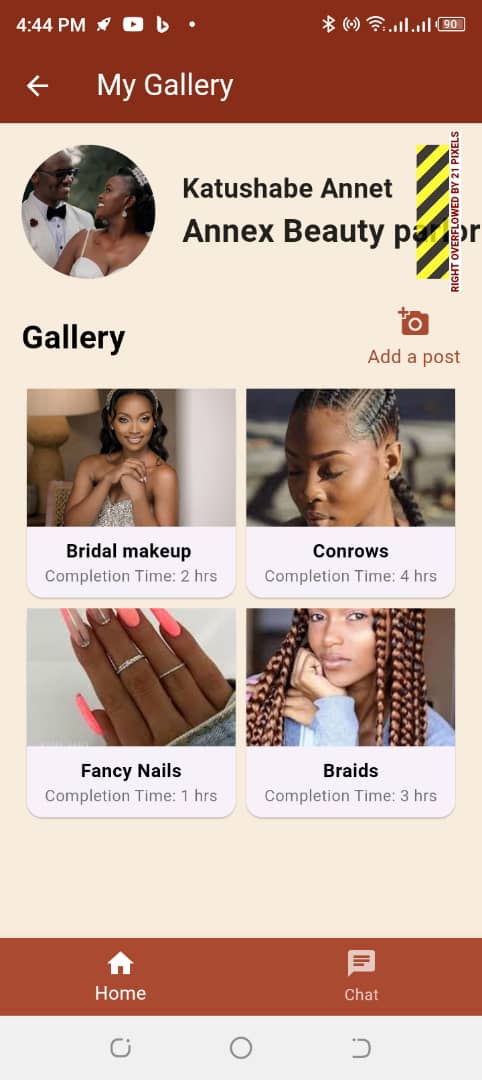 4:44 PM
90
My Gallery
Katushabe Annet
Annex Beauty parlor
RIGHT OVERFLOWED BY 21 PIXELS
Gallery
Add a post
Bridal makeup
Completion Time: 2 hrs
Conrows
Completion Time: 4 hrs
Fancy Nails
Completion Time: 1 hrs
Braids
Completion Time: 3 hrs
Home
Chat